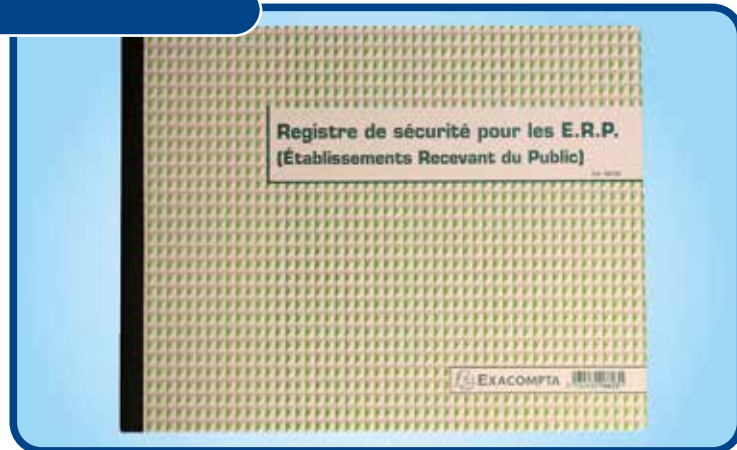 Registre de sécurité pour les E.R.P.
(Établissements Recevant du Public)
EXACOMPTA